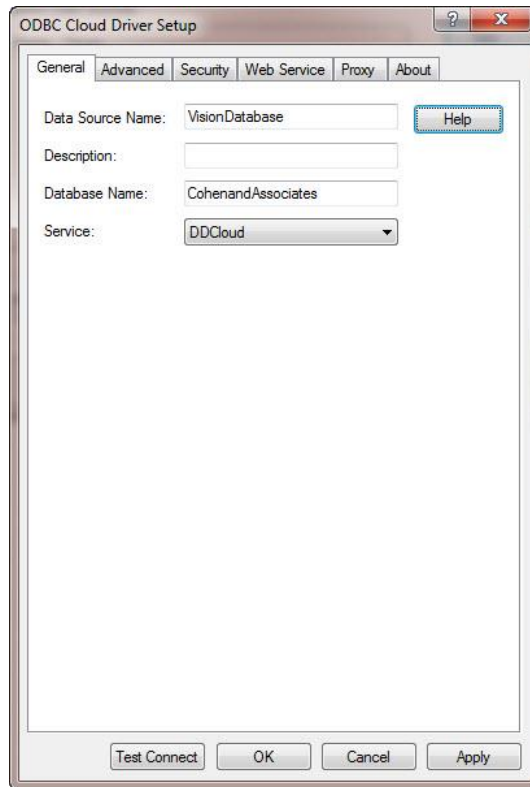 ODBC Cloud Driver Setup
General Advanced Security Web Service Proxy About
Data Source Name: VisionDatabase Help
Description:
Database Name: CohenandAssociates
Service: DDCloud
Test Connect OK Cancel Apply